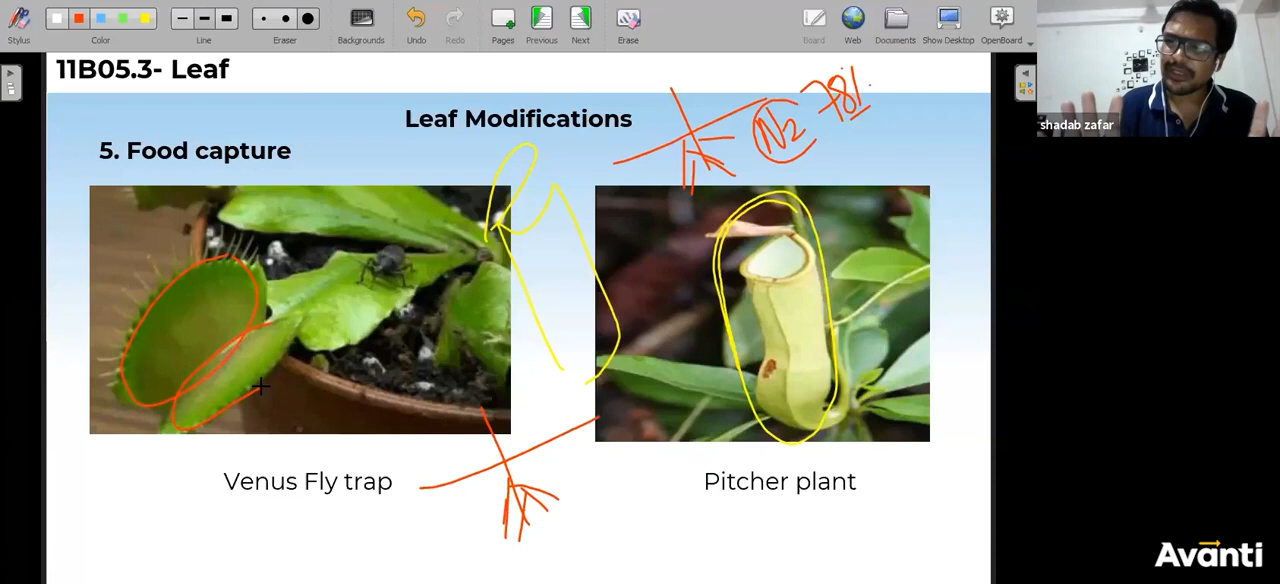 Stylus
Color
Line
Eraser
Backgrounds
Undo
Redo
Pages
Previous
Next
Erase
Board
Web
Documents
Show Desktop
OpenBoard
shadab zafar
11B05.3- Leaf
Leaf Modifications
N2 78%
5. Food capture
Venus Fly trap
Pitcher plant
Avanti